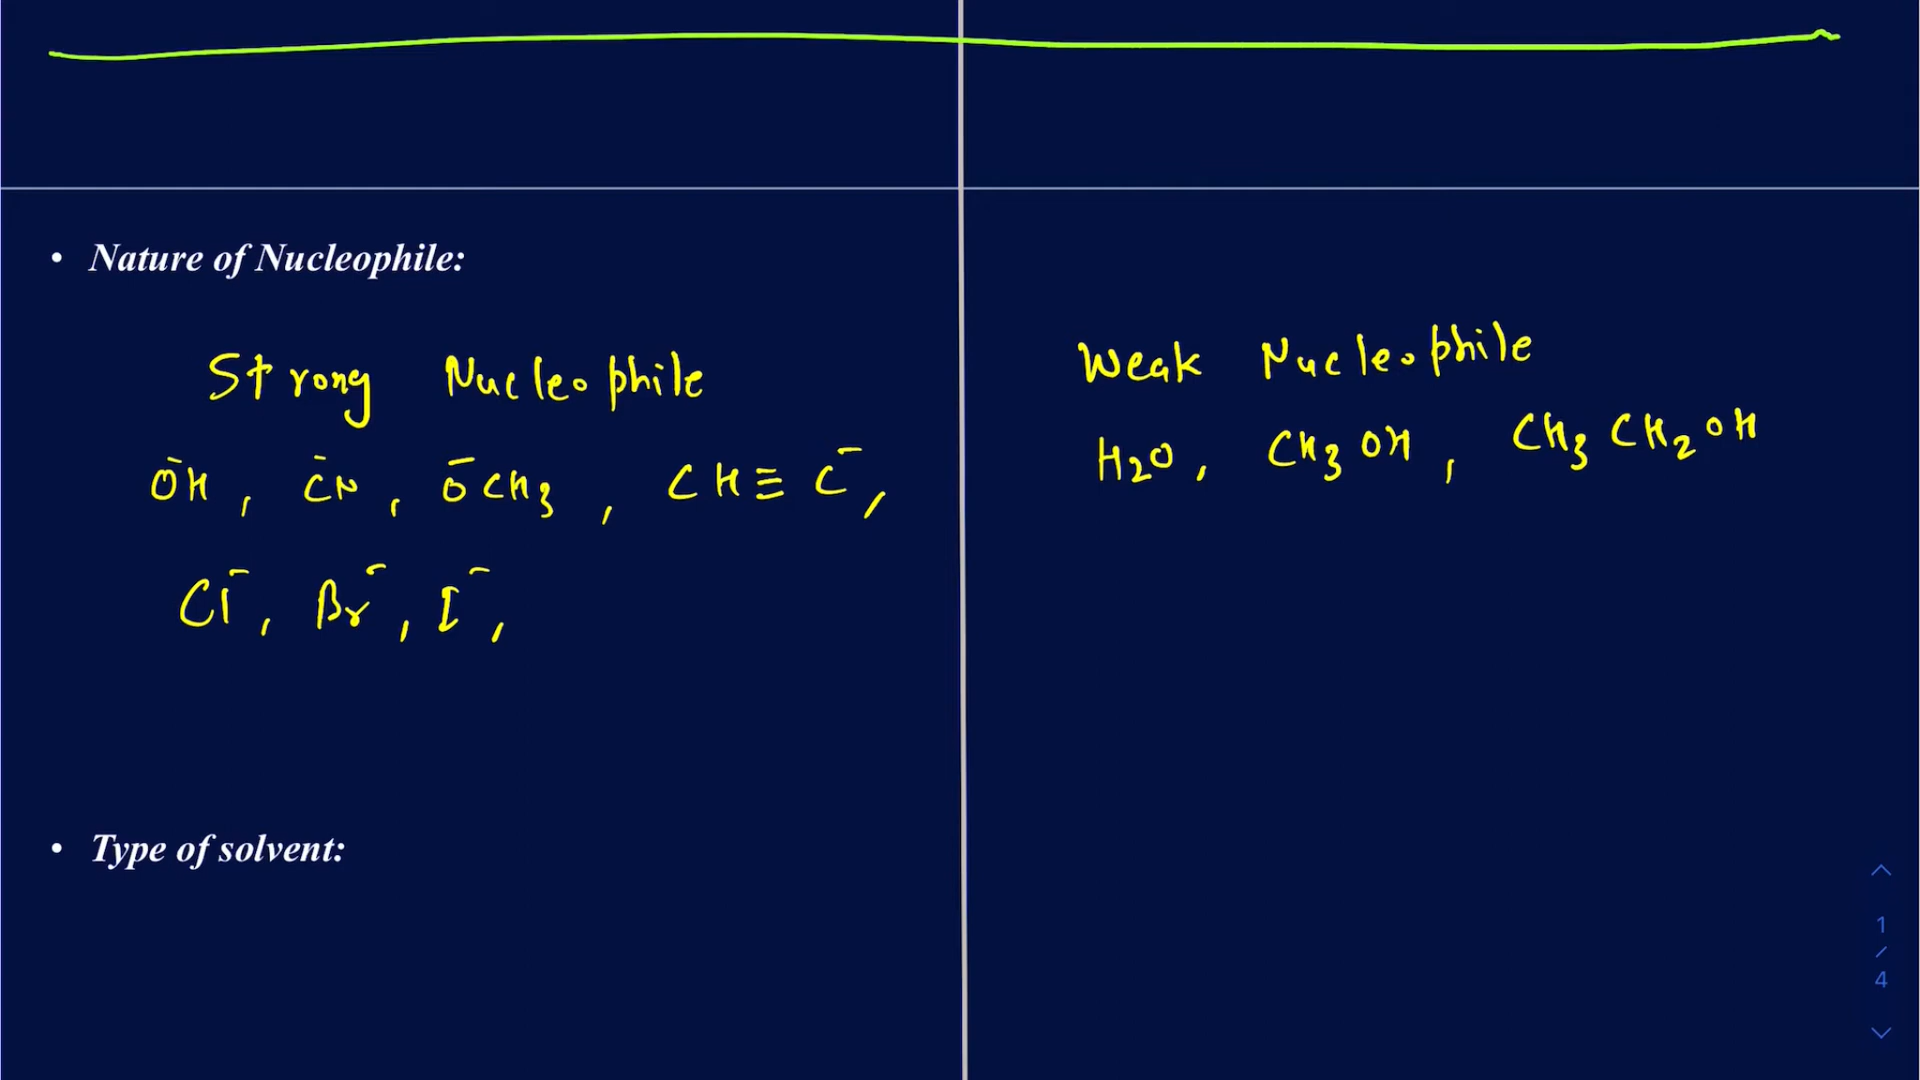 • Nature of Nucleophile:
Strong Nucleophile
ŌH, C̄N, ŌCH₃, CH≡C⁻,
Cl⁻, Br⁻, I⁻,
Weak Nucleophile
H₂O, CH₃OH, CH₃CH₂OH
• Type of solvent:
1
/
4